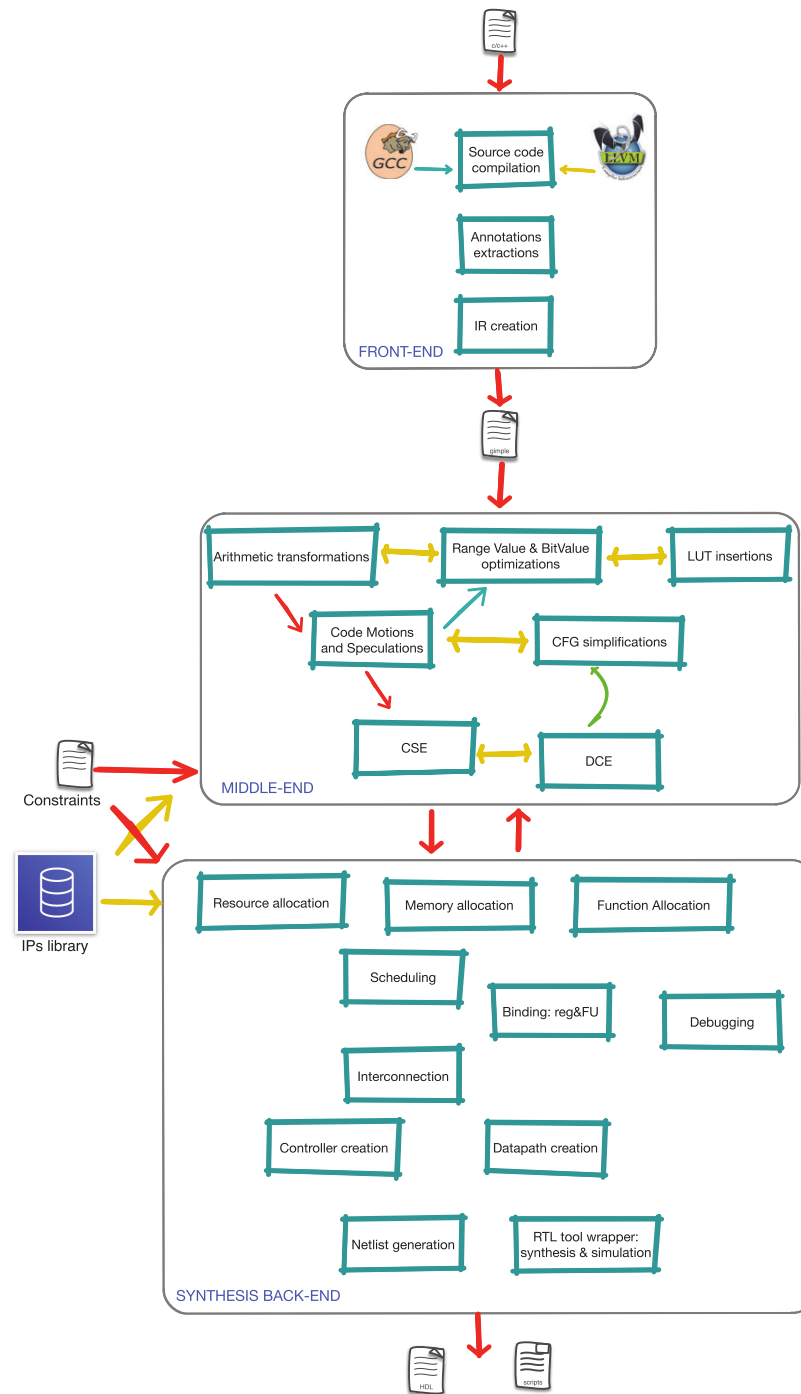 c/c++
GCC
Source code
compilation
LLVM
Compiler Infrastructure
Annotations
extractions
IR creation
FRONT-END
gimple
Arithmetic transformations
Range Value & BitValue
optimizations
LUT insertions
Code Motions
and Speculations
CFG simplifications
CSE
DCE
MIDDLE-END
Constraints
IPs library
Resource allocation
Memory allocation
Function Allocation
Scheduling
Binding: reg&FU
Debugging
Interconnection
Controller creation
Datapath creation
Netlist generation
RTL tool wrapper:
synthesis & simulation
SYNTHESIS BACK-END
HDL
scripts